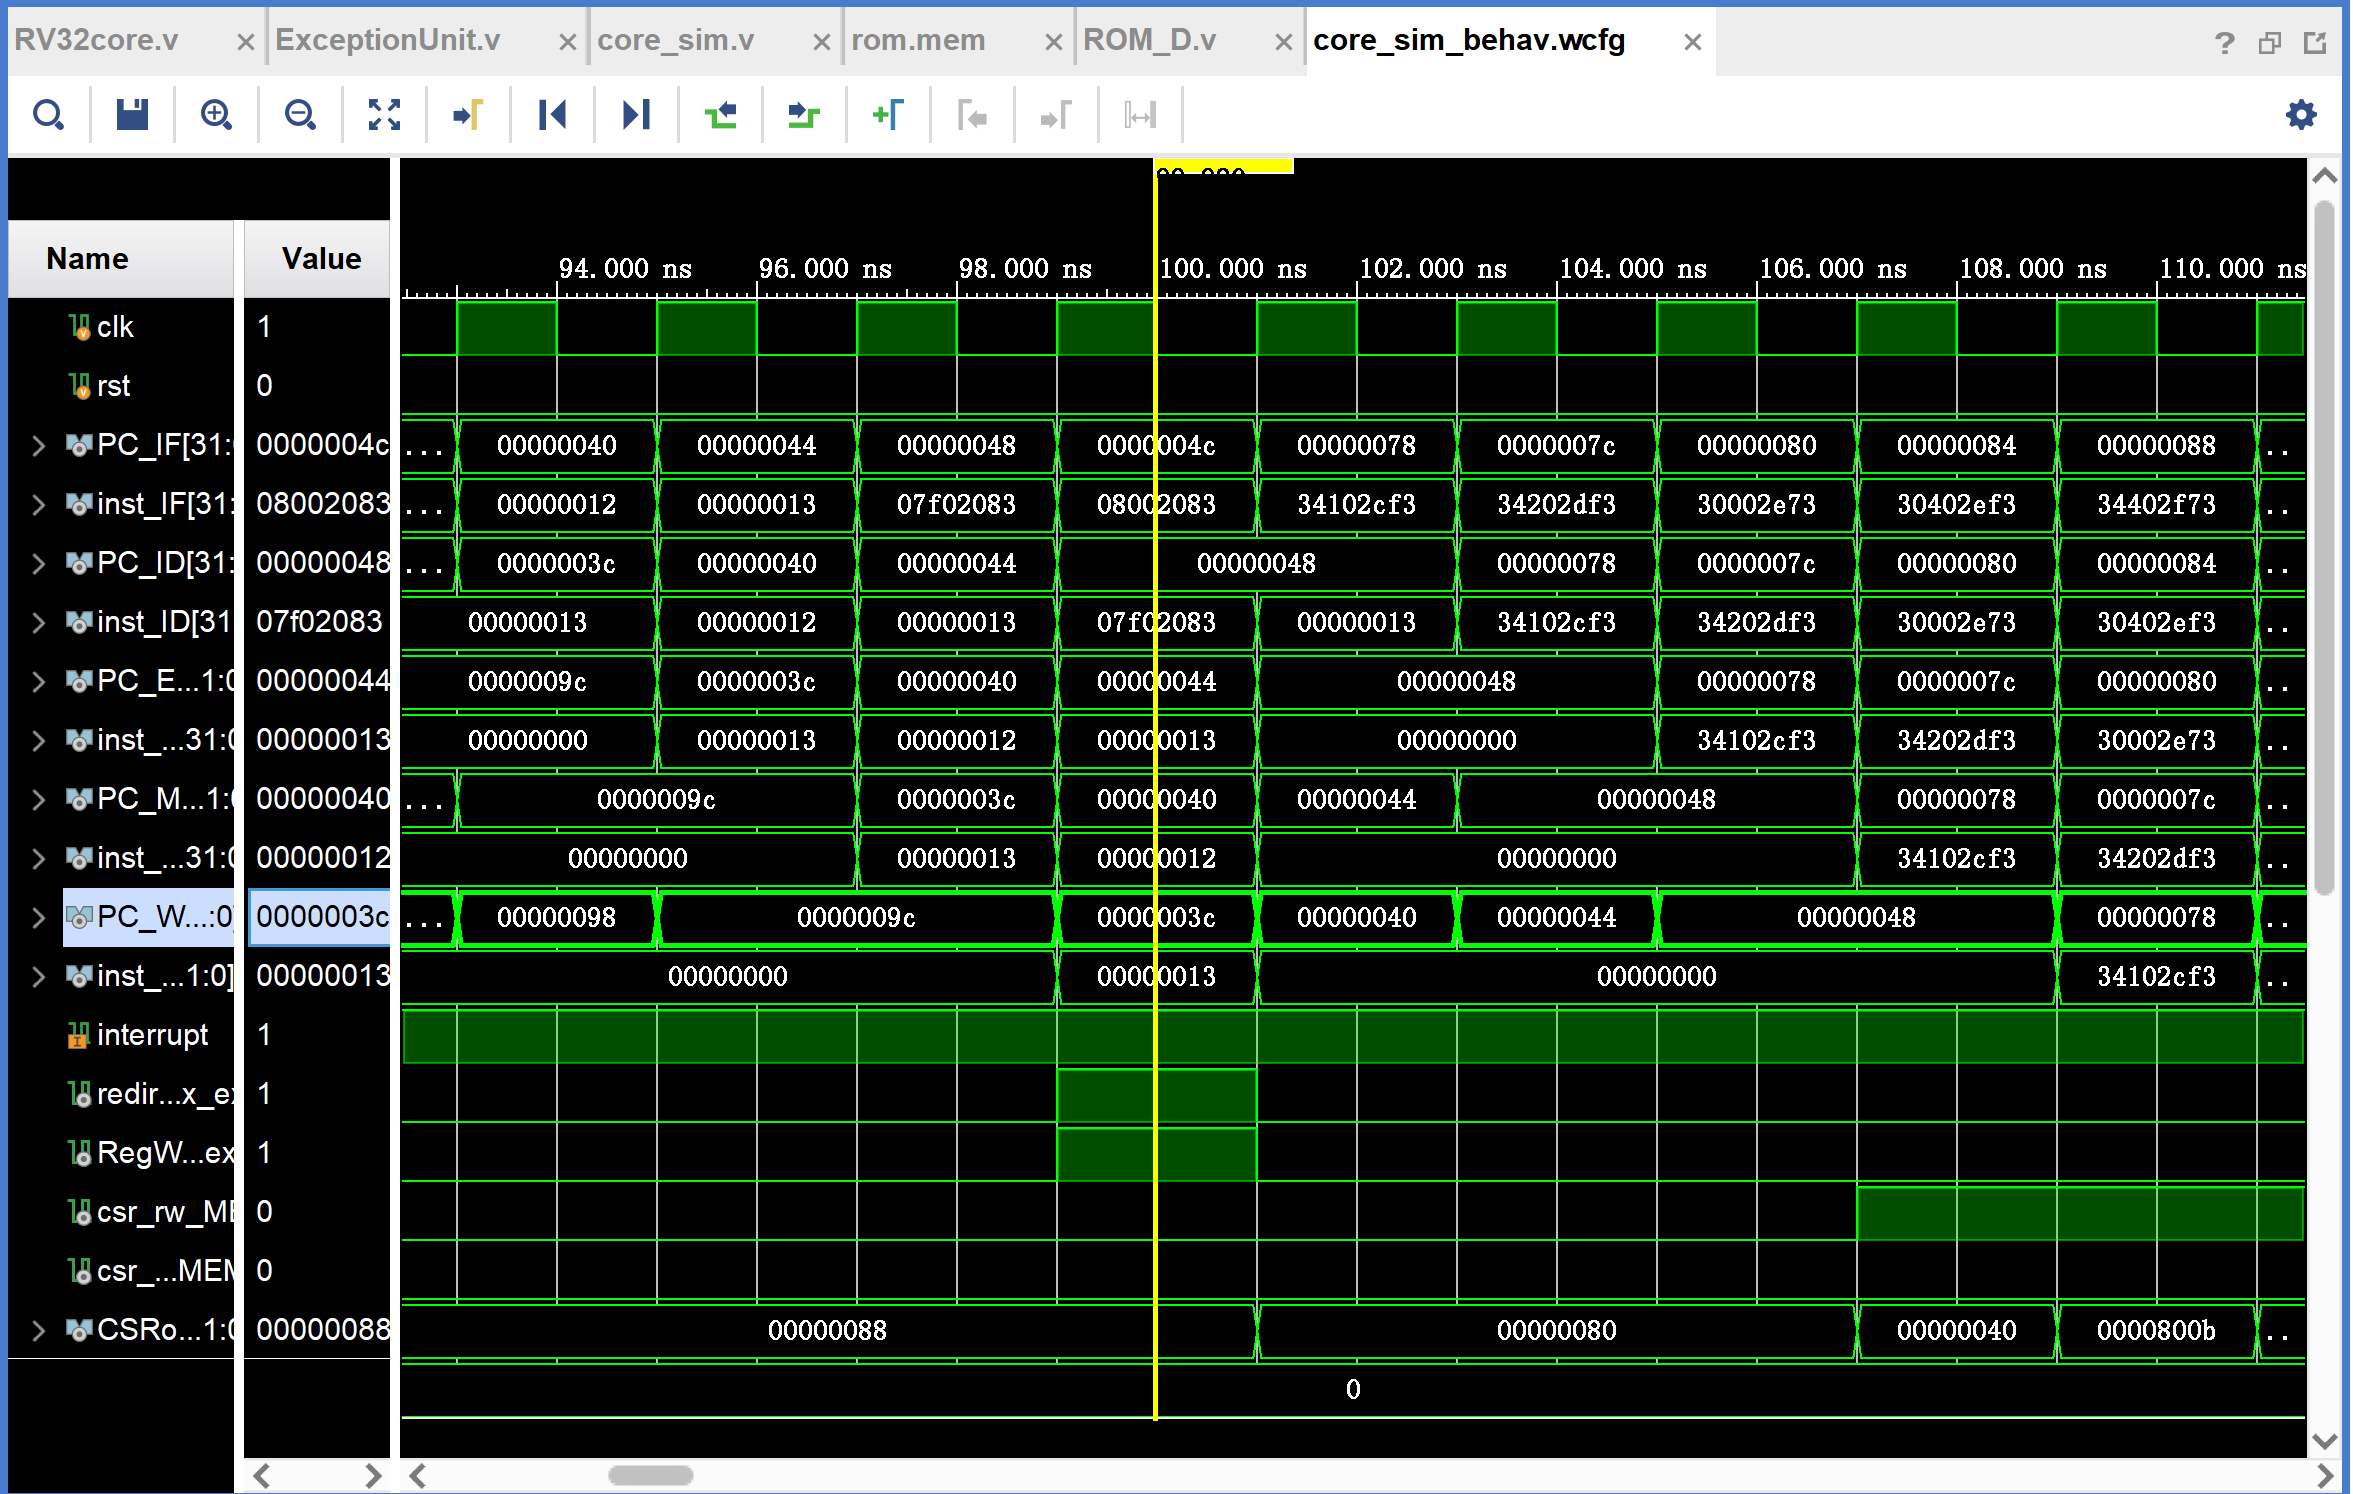 RV32core.v ExceptionUnit.v core_sim.v rom.mem ROM_D.v core_sim_behav.wcfg
Name Value
94.000 ns 96.000 ns 98.000 ns 100.000 ns 102.000 ns 104.000 ns 106.000 ns 108.000 ns 110.000 ns
clk 1
rst 0
PC_IF[31: 0000004c ... 00000040 00000044 00000048 0000004c 00000078 0000007c 00000080 00000084 00000088 ..
inst_IF[31: 08002083 ... 00000012 00000013 07f02083 08002083 34102cf3 34202df3 30002e73 30402ef3 34402f73 ..
PC_ID[31: 00000048 ... 0000003c 00000040 00000044 00000048 00000078 0000007c 00000080 00000084 ..
inst_ID[31 07f02083 00000013 00000012 00000013 07f02083 00000013 34102cf3 34202df3 30002e73 30402ef3 ..
PC_E...1:0 00000044 0000009c 0000003c 00000040 00000044 00000048 00000078 0000007c 00000080 ..
inst_...31:0 00000013 00000000 00000013 00000012 00000013 00000000 34102cf3 34202df3 30002e73 ..
PC_M...1:0 00000040 ... 0000009c 0000003c 00000040 00000044 00000048 00000078 0000007c ..
inst_...31:0 00000012 00000000 00000013 00000012 00000000 34102cf3 34202df3 ..
PC_W...:0] 0000003c ... 00000098 0000009c 0000003c 00000040 00000044 00000048 00000078 ..
inst_...1:0] 00000013 00000000 00000013 00000000 34102cf3 ..
interrupt 1
redir...x_ex 1
RegW...ex 1
csr_rw_ME 0
csr_...MEM 0
CSRo...1:0 00000088 00000088 00000080 00000040 0000800b ..
0